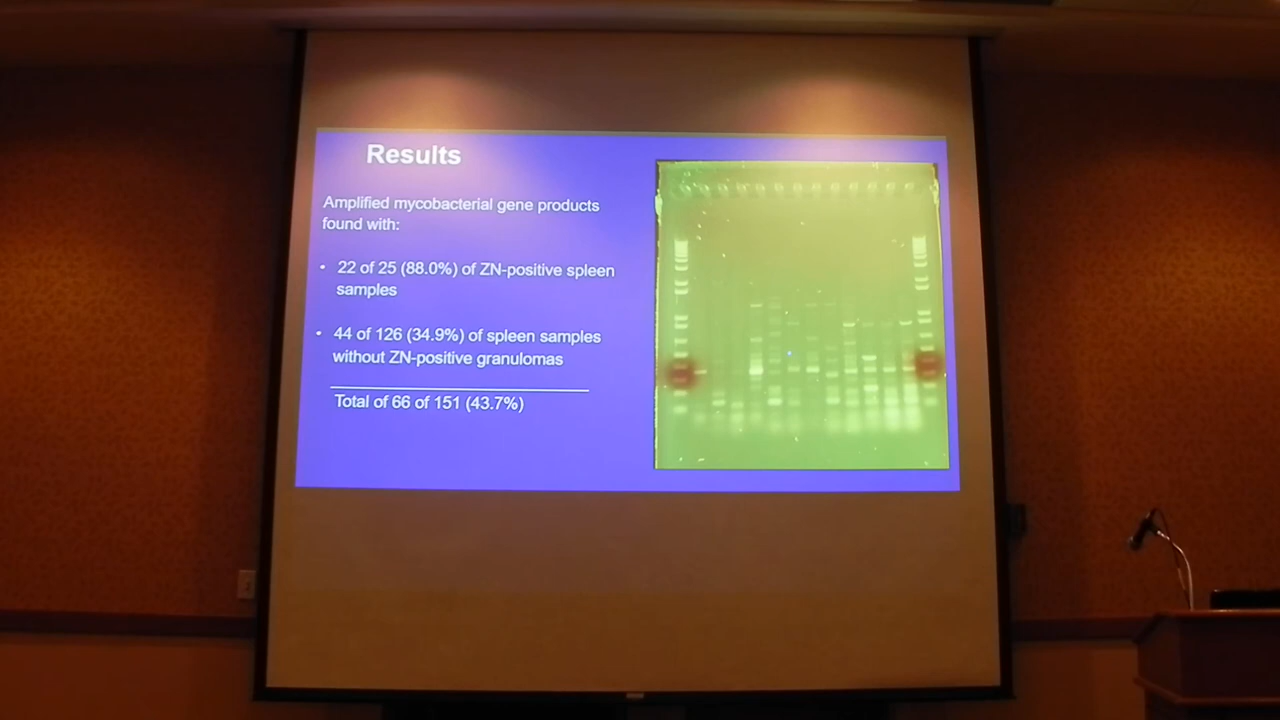 Results
Amplified mycobacterial gene products
found with:
• 22 of 25 (88.0%) of ZN-positive spleen
samples
• 44 of 126 (34.9%) of spleen samples
without ZN-positive granulomas
Total of 66 of 151 (43.7%)